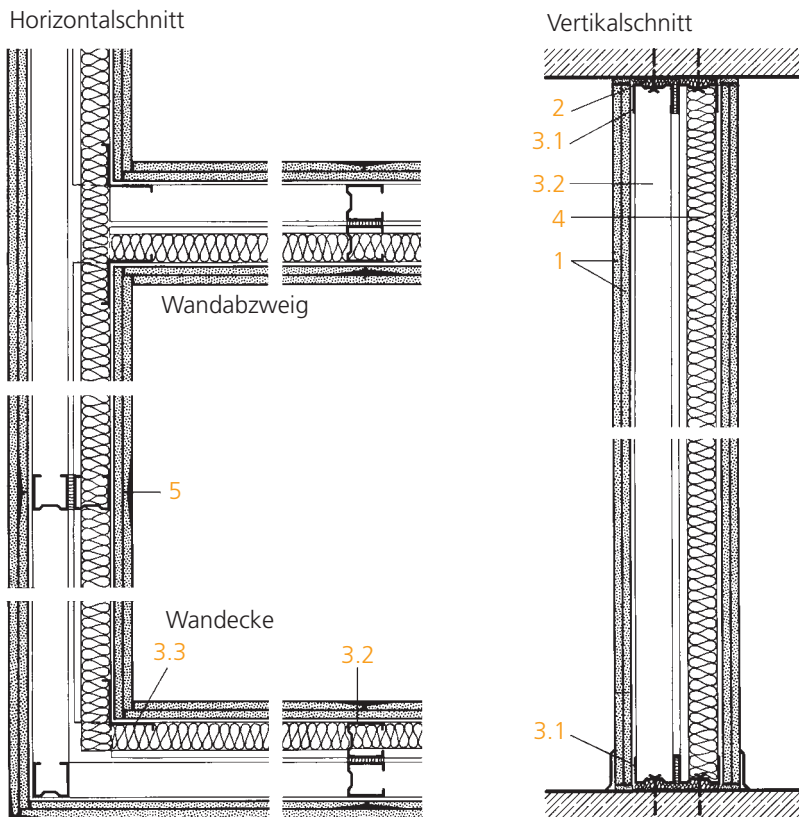 Horizontalschnitt
Vertikalschnitt
2
3.1
3.2
4
1
Wandabzweig
5
Wandecke
3.3
3.2
3.1